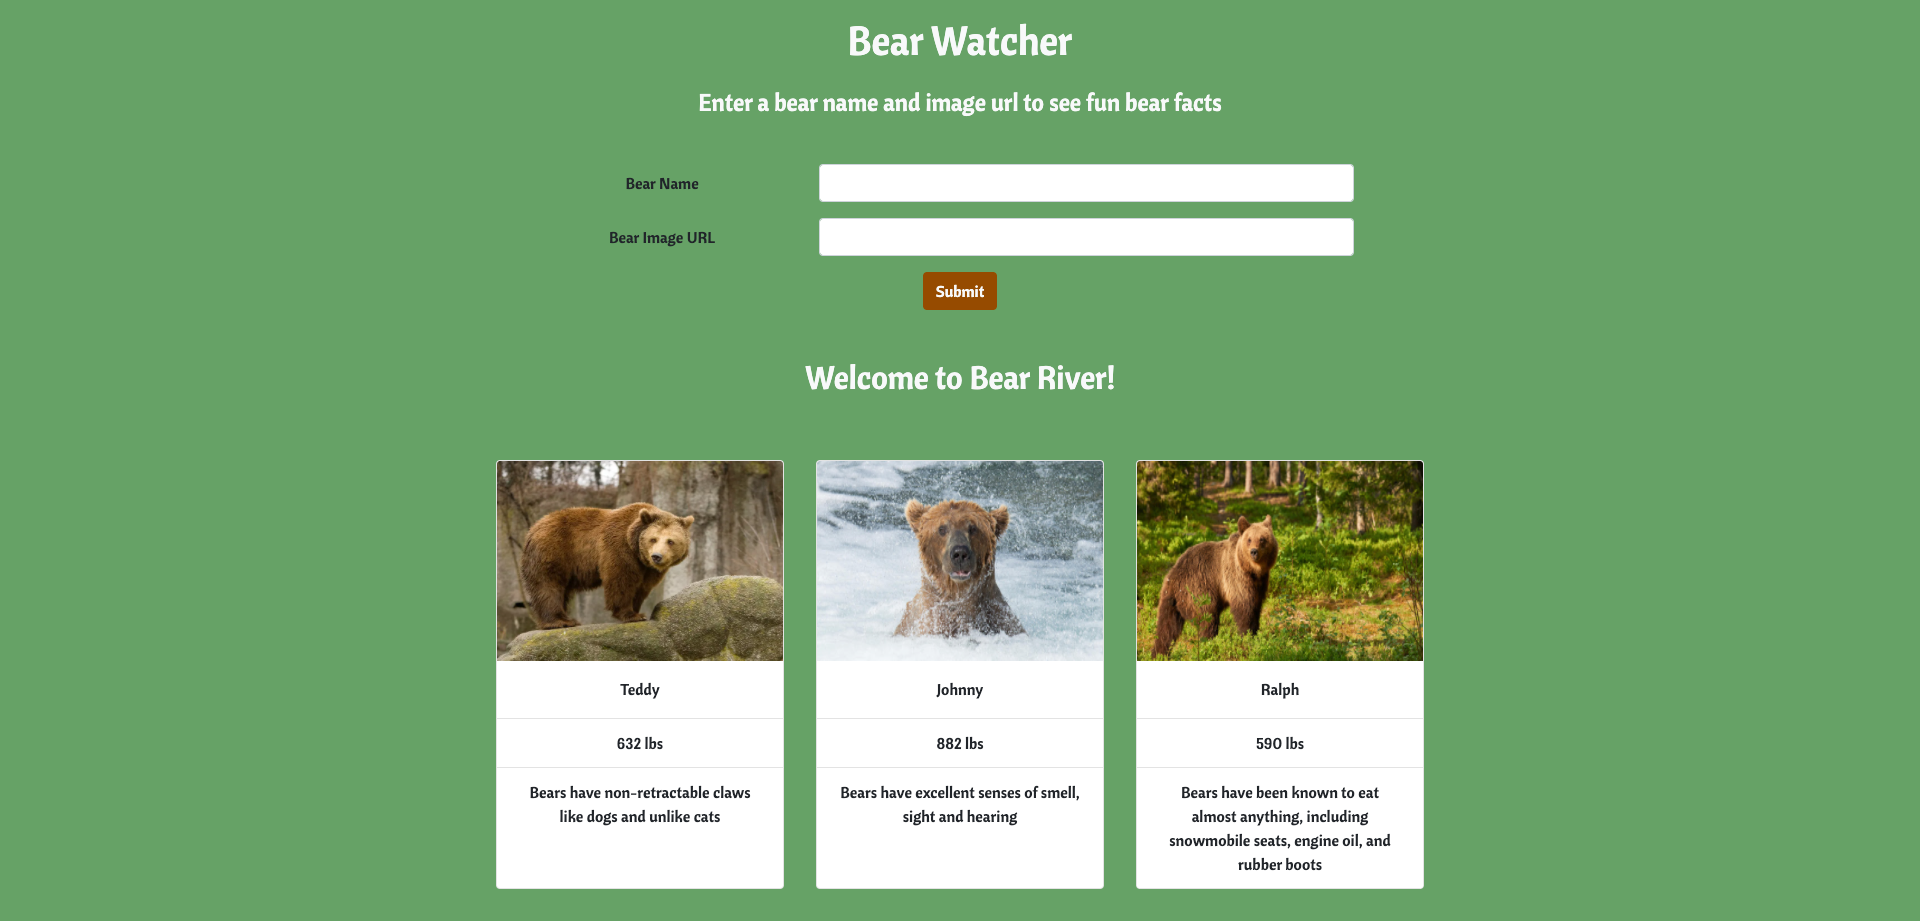 Bear Watcher
Enter a bear name and image url to see fun bear facts
Bear Name
Bear Image URL
Submit
Welcome to Bear River!
Teddy
632 lbs
Bears have non-retractable claws
like dogs and unlike cats
Johnny
882 lbs
Bears have excellent senses of smell,
sight and hearing
Ralph
590 lbs
Bears have been known to eat
almost anything, including
snowmobile seats, engine oil, and
rubber boots